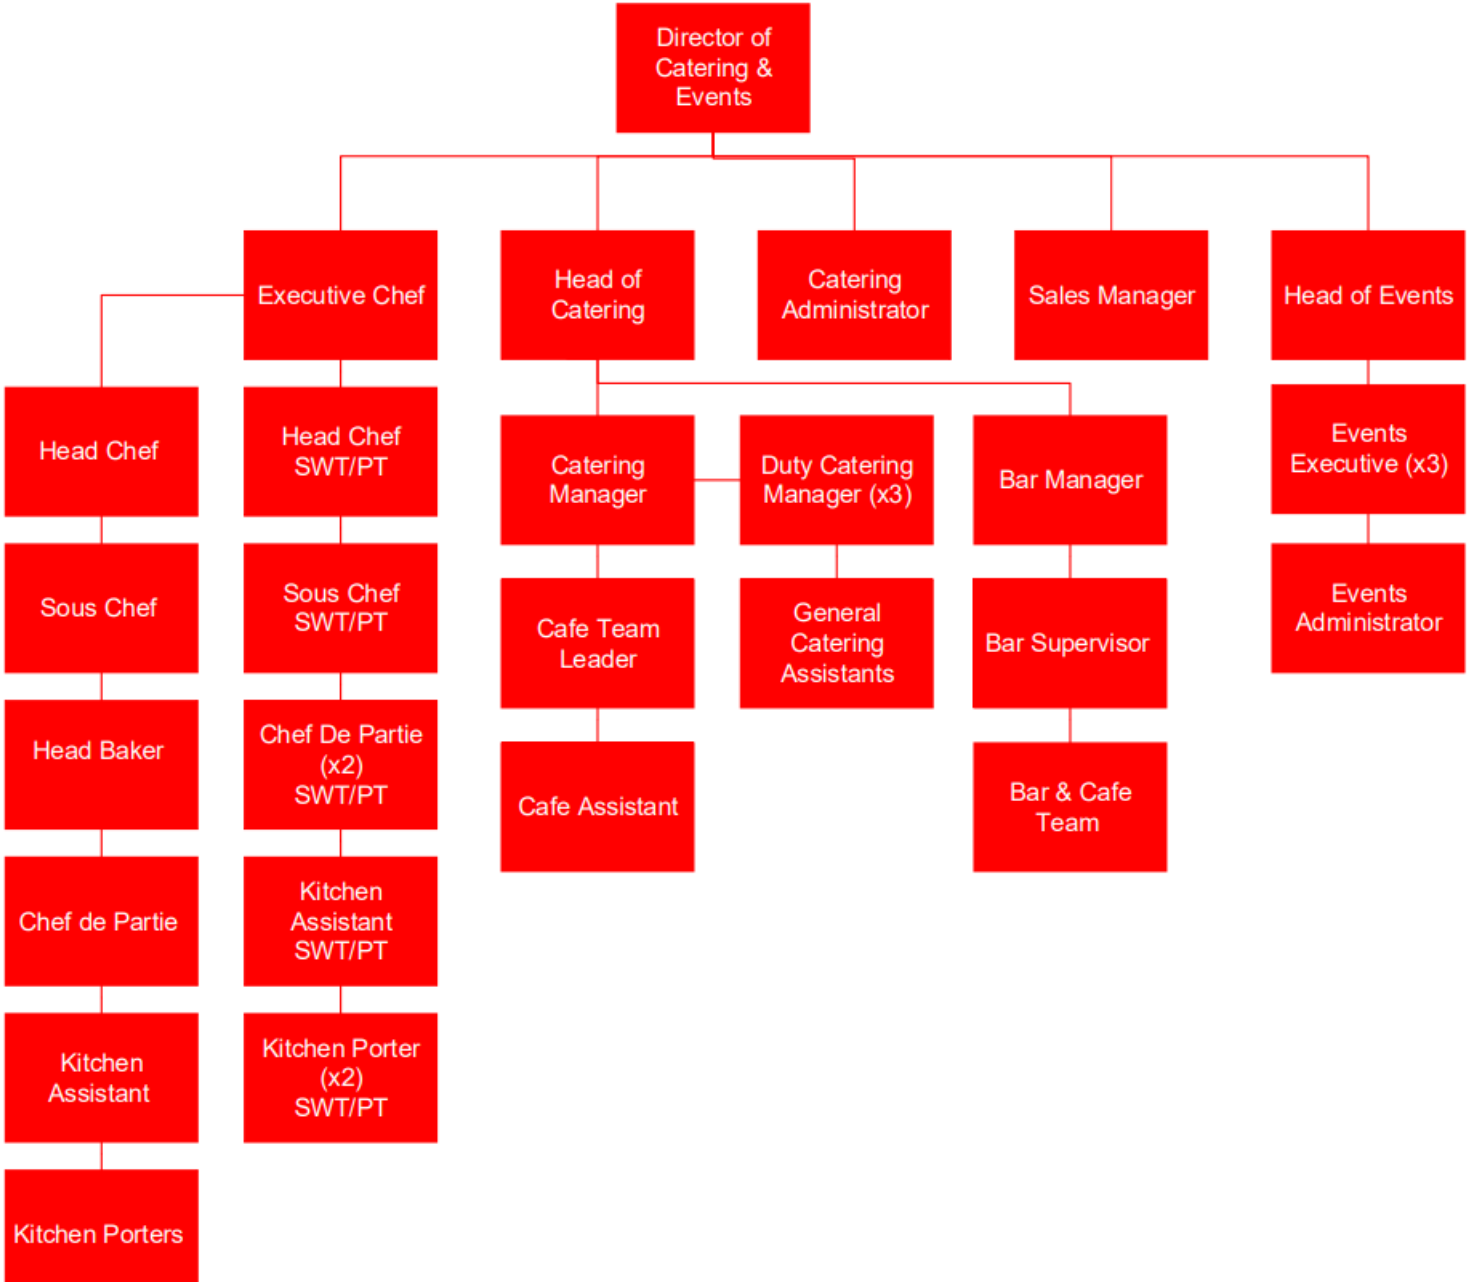 Director of
Catering &
Events
Executive Chef
Head of
Catering
Catering
Administrator
Sales Manager
Head of Events
Head Chef
Head Chef
SWT/PT
Catering
Manager
Duty Catering
Manager (x3)
Bar Manager
Events
Executive (x3)
Sous Chef
Sous Chef
SWT/PT
Cafe Team
Leader
General
Catering
Assistants
Bar Supervisor
Events
Administrator
Head Baker
Chef De Partie
(x2)
SWT/PT
Cafe Assistant
Bar & Cafe
Team
Chef de Partie
Kitchen
Assistant
SWT/PT
Kitchen
Assistant
Kitchen Porter
(x2)
SWT/PT
Kitchen Porters